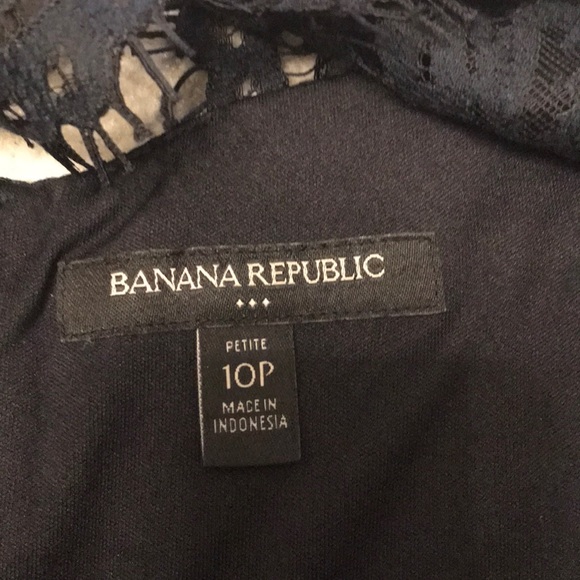 BANANA REPUBLIC
PETITE
10P
MADE IN
INDONESIA